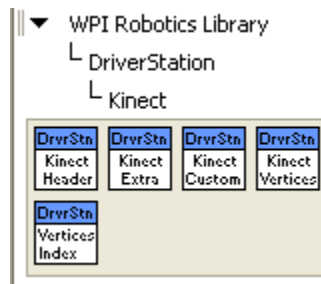 WPI Robotics Library
DriverStation
Kinect
DrvrStn DrvrStn DrvrStn DrvrStn
Kinect Kinect Kinect Kinect
Header Extra Custom Vertices
DrvrStn
Vertices
Index